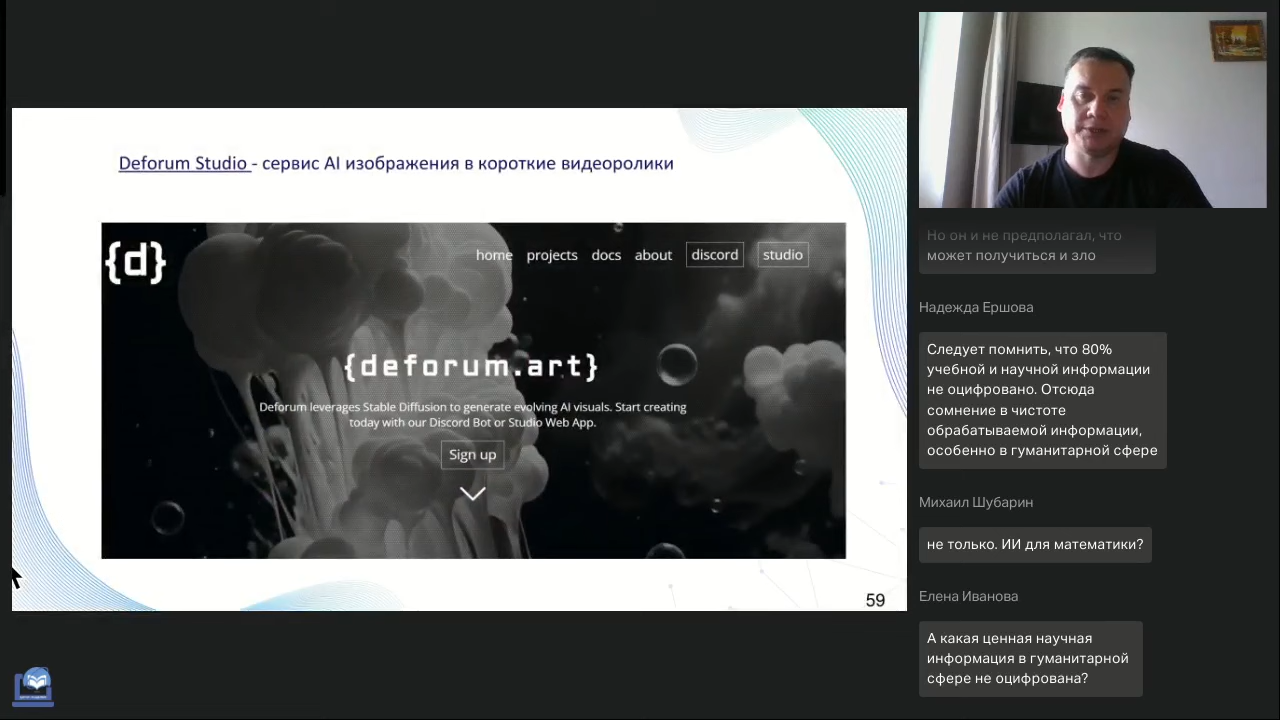 Deforum Studio - сервис AI изображения в короткие видеоролики
{d}
home projects docs about discord studio
{deforum.art}
Deforum leverages Stable Diffusion to generate evolving AI visuals. Start creating
today with our Discord Bot or Studio Web App.
Sign up
59
Но он и не предполагал, что
может получиться и зло
Надежда Ершова
Следует помнить, что 80%
учебной и научной информации
не оцифровано. Отсюда
сомнение в чистоте
обрабатываемой информации,
особенно в гуманитарной сфере
Михаил Шубарин
не только. ИИ для математики?
Елена Иванова
А какая ценная научная
информация в гуманитарной
сфере не оцифрована?